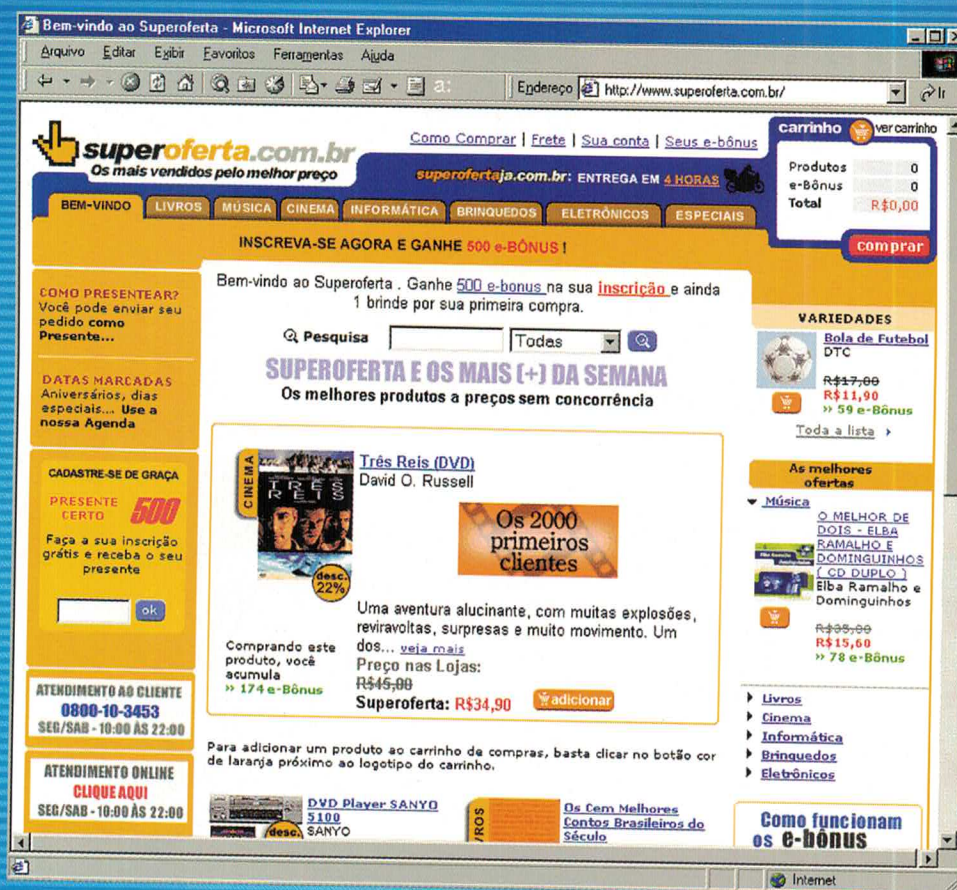 Bem-vindo ao Superoferta - Microsoft Internet Explorer
Arquivo Editar Exibir Favoritos Ferramentas Ajuda
a:
Endereço http://www.superoferta.com.br/ Ir
superoferta.com.br
Os mais vendidos pelo melhor preço
Como Comprar | Frete | Sua conta | Seus e-bônus
superofertaja.com.br: ENTREGA EM 4 HORAS
carrinho ver carrinho
Produtos 0
e-Bônus 0
Total R$0,00
comprar
BEM-VINDO LIVROS MÚSICA CINEMA INFORMÁTICA BRINQUEDOS ELETRÔNICOS ESPECIAIS
INSCREVA-SE AGORA E GANHE 500 e-BÔNUS !
COMO PRESENTEAR?
Você pode enviar seu
pedido como
Presente...
DATAS MARCADAS
Aniversários, dias
especiais... Use a
nossa Agenda
CADASTRE-SE DE GRAÇA
PRESENTE
CERTO 500
Faça a sua inscrição
grátis e receba o seu
presente
ok
ATENDIMENTO AO CLIENTE
0800-10-3453
SEG/SAB - 10:00 ÀS 22:00
ATENDIMENTO ONLINE
CLIQUE AQUI
SEG/SAB - 10:00 ÀS 22:00
Bem-vindo ao Superoferta . Ganhe 500 e-bonus na sua inscrição e ainda
1 brinde por sua primeira compra.
Pesquisa Todas
SUPEROFERTA E OS MAIS (+) DA SEMANA
Os melhores produtos a preços sem concorrência
CINEMA
TRÊS
REIS
desc.
22%
Três Reis (DVD)
David O. Russell
Os 2000
primeiros
clientes
Uma aventura alucinante, com muitas explosões,
reviravoltas, surpresas e muito movimento. Um
dos... veja mais
Comprando este
produto, você
acumula
» 174 e-Bônus
Preço nas Lojas:
R$45,00
Superoferta: R$34,90 adicionar
Para adicionar um produto ao carrinho de compras, basta clicar no botão cor
de laranja próximo ao logotipo do carrinho.
desc.
DVD Player SANYO
5100
SANYO
ROS
Os Cem Melhores
Contos Brasileiros do
Século
VARIEDADES
Bola de Futebol
DTC
R$17,00
R$11,90
» 59 e-Bônus
Toda a lista
As melhores
ofertas
Música
O MELHOR DE
DOIS - ELBA
RAMALHO E
DOMINGUINHOS
( CD DUPLO )
Elba Ramalho e
Dominguinhos
R$35,00
R$15,60
» 78 e-Bônus
Livros
Cinema
Informática
Brinquedos
Eletrônicos
Como funcionam
os e-bônus
Internet